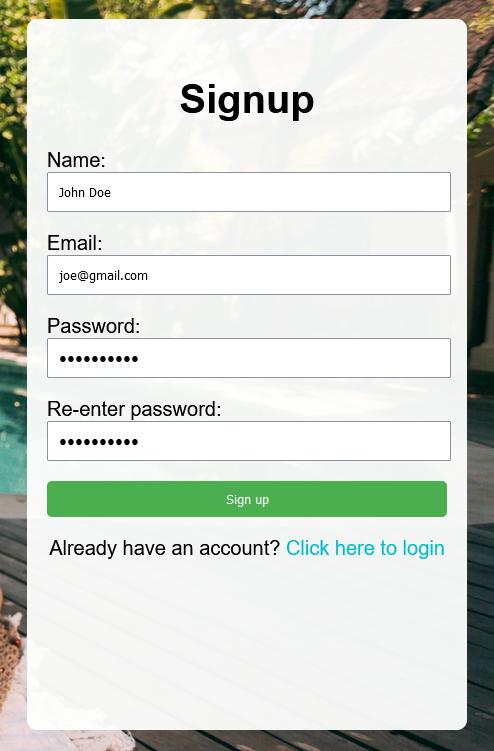 Signup
Name:
John Doe
Email:
joe@gmail.com
Password:
••••••••••
Re-enter password:
••••••••••
Sign up
Already have an account? Click here to login